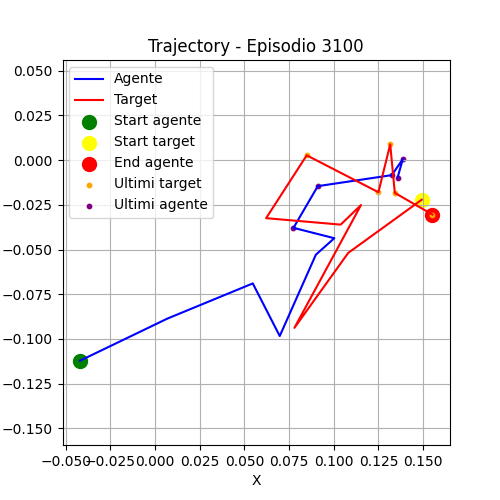 Trajectory - Episodio 3100
Agente
Target
Start agente
Start target
End agente
Ultimi target
Ultimi agente
0.050
0.025
0.000
−0.025
−0.050
−0.075
−0.100
−0.125
−0.150
−0.050 −0.025 0.000 0.025 0.050 0.075 0.100 0.125 0.150
X